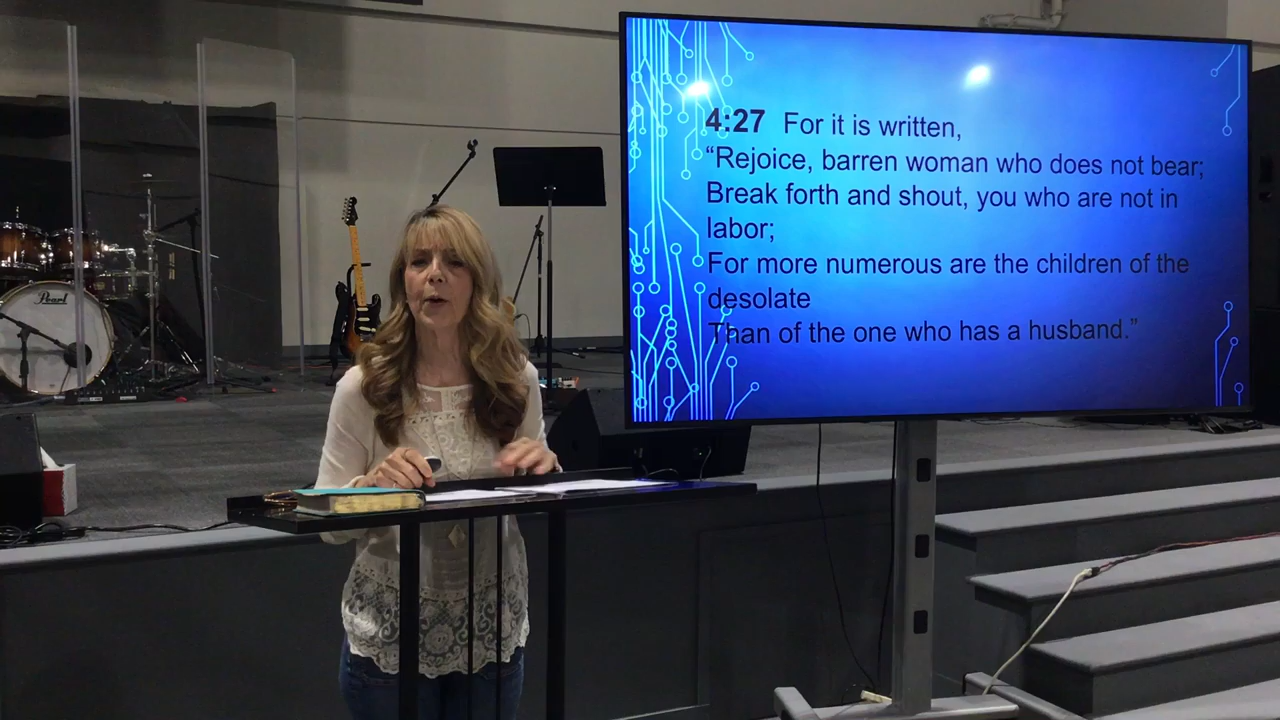 4:27 For it is written,
“Rejoice, barren woman who does not bear;
Break forth and shout, you who are not in
labor;
For more numerous are the children of the
desolate
Than of the one who has a husband.”
Pearl